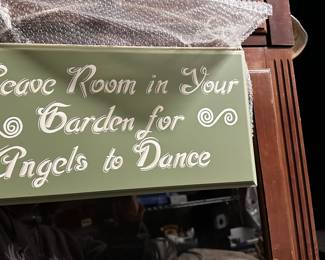 Leave Room in Your
Garden for
Angels to Dance